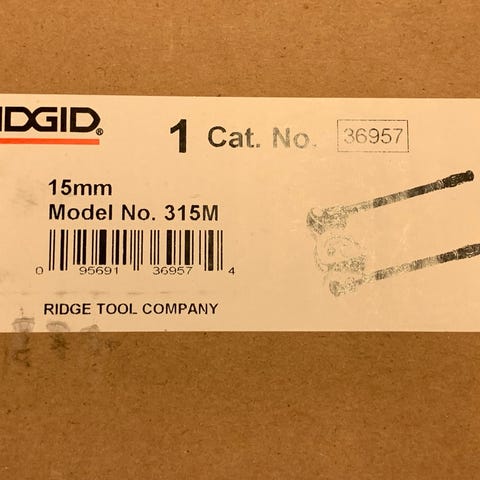 RIDGID®
1 Cat. No. 36957
15mm
Model No. 315M
0 95691 36957 4
RIDGE TOOL COMPANY